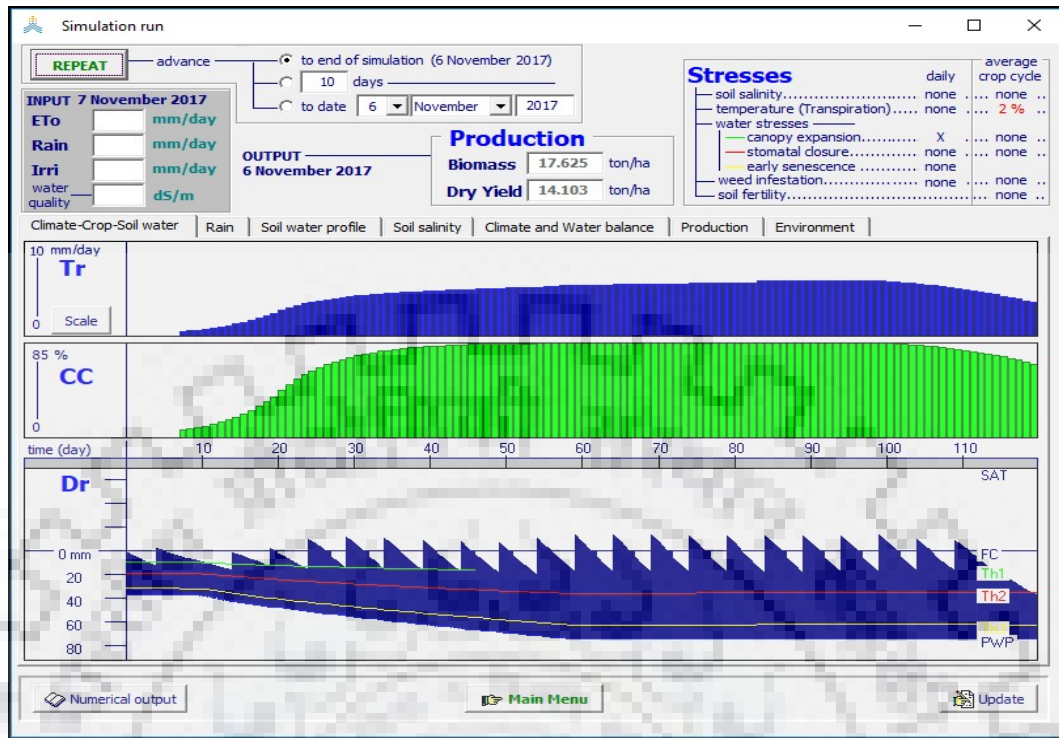 Simulation run
REPEAT
advance
to end of simulation (6 November 2017)
10 days
to date 6 November 2017
INPUT 7 November 2017
ETo mm/day
Rain mm/day
Irri mm/day
water quality dS/m
OUTPUT
6 November 2017
Production
Biomass 17.625 ton/ha
Dry Yield 14.103 ton/ha
Stresses daily average crop cycle
soil salinity............ none .... none ..
temperature (Transpiration)..... none .... 2 % ..
water stresses
canopy expansion............ X .... none ..
stomatal closure............ none .... none ..
early senescence ............ none .... none ..
weed infestation............ none .... none ..
soil fertility............ none ..
Climate-Crop-Soil water Rain Soil water profile Soil salinity Climate and Water balance Production Environment
10 mm/day
Tr
0 Scale
85 %
CC
0
time (day) 10 20 30 40 50 60 70 80 90 100 110
Dr
SAT
0 mm
FC
20
Th1
Th2
40
60
PWP
80
Numerical output
Main Menu
Update